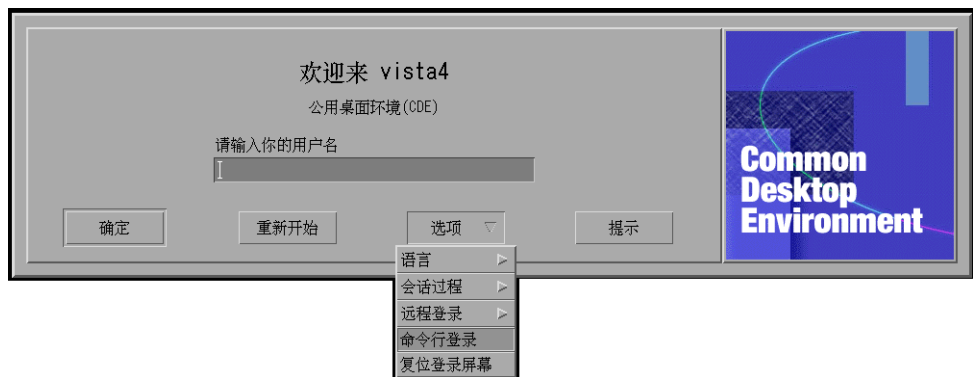 欢迎来 vista4
公用桌面环境(CDE)
请输入你的用户名
确定
重新开始
选项
提示
语言
会话过程
远程登录
命令行登录
复位登录屏幕
Common
Desktop
Environment